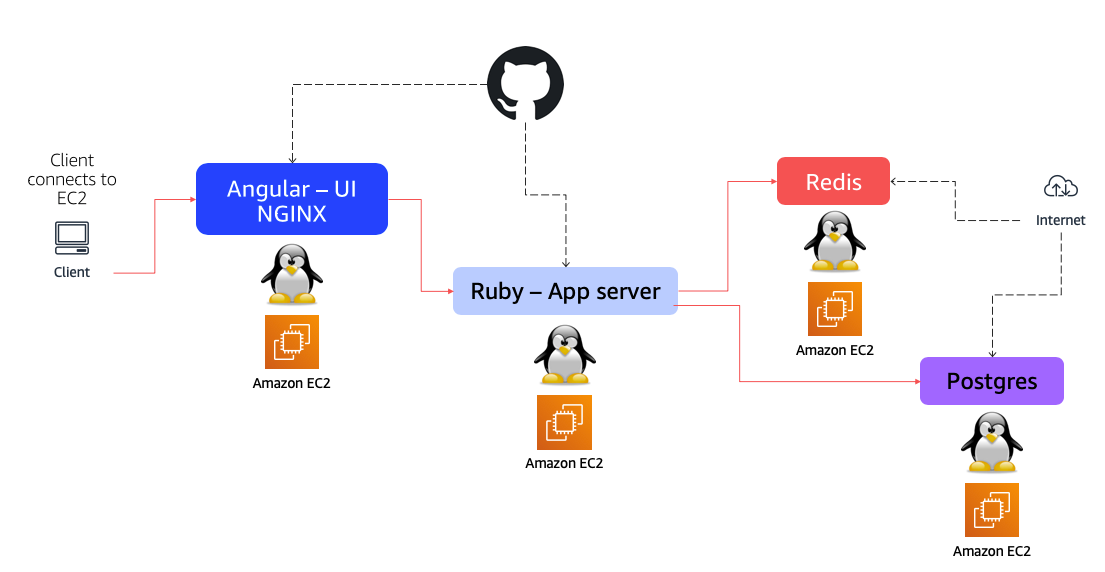 Client
connects to
EC2
Client
Angular – UI
NGINX
Amazon EC2
Ruby – App server
Amazon EC2
Redis
Amazon EC2
Internet
Postgres
Amazon EC2